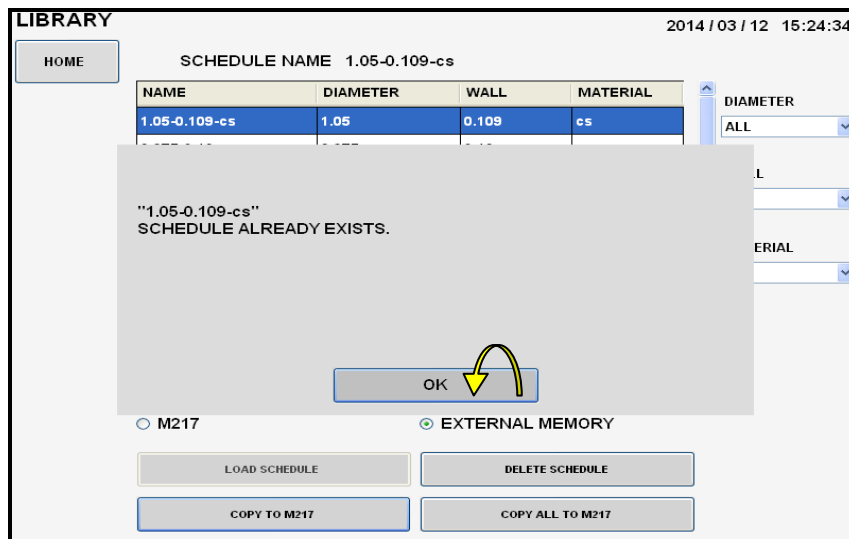 LIBRARY
2014 / 03 / 12 15:24:34
HOME
SCHEDULE NAME 1.05-0.109-cs
NAME DIAMETER WALL MATERIAL
1.05-0.109-cs 1.05 0.109 cs
DIAMETER
ALL
"1.05-0.109-cs"
SCHEDULE ALREADY EXISTS.
OK
M217 EXTERNAL MEMORY
LOAD SCHEDULE DELETE SCHEDULE
COPY TO M217 COPY ALL TO M217